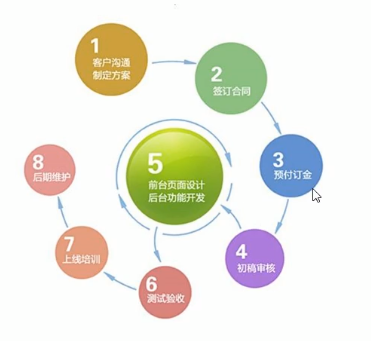 1
客户沟通
制定方案
2
签订合同
3
预付订金
4
初稿审核
5
前台页面设计
后台功能开发
6
测试验收
7
上线培训
8
后期维护